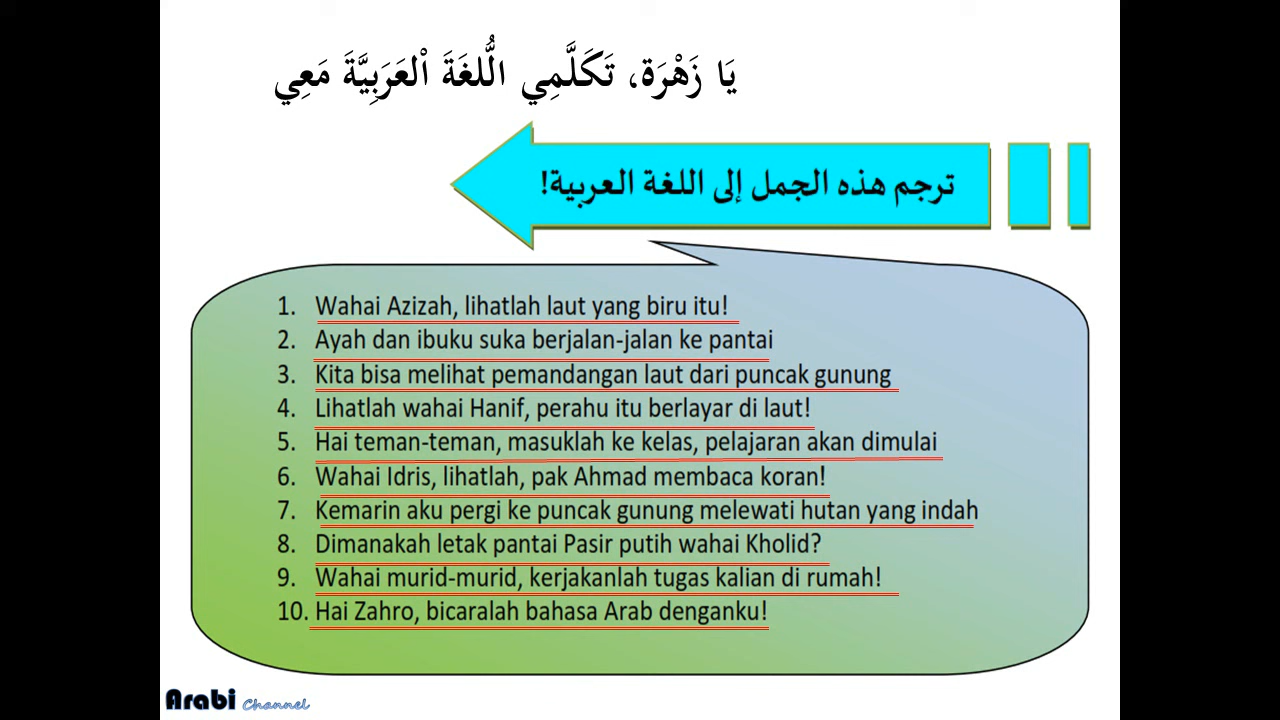 يَا زَهْرَة، تَكَلَّمِي الُّلغَةَ اْلعَرَبِيَّةَ مَعِي
ترجم هذه الجمل إلى اللغة العربية!
1. Wahai Azizah, lihatlah laut yang biru itu!
2. Ayah dan ibuku suka berjalan-jalan ke pantai
3. Kita bisa melihat pemandangan laut dari puncak gunung
4. Lihatlah wahai Hanif, perahu itu berlayar di laut!
5. Hai teman-teman, masuklah ke kelas, pelajaran akan dimulai
6. Wahai Idris, lihatlah, pak Ahmad membaca koran!
7. Kemarin aku pergi ke puncak gunung melewati hutan yang indah
8. Dimanakah letak pantai Pasir putih wahai Kholid?
9. Wahai murid-murid, kerjakanlah tugas kalian di rumah!
10. Hai Zahro, bicaralah bahasa Arab denganku!
Arabi Channel